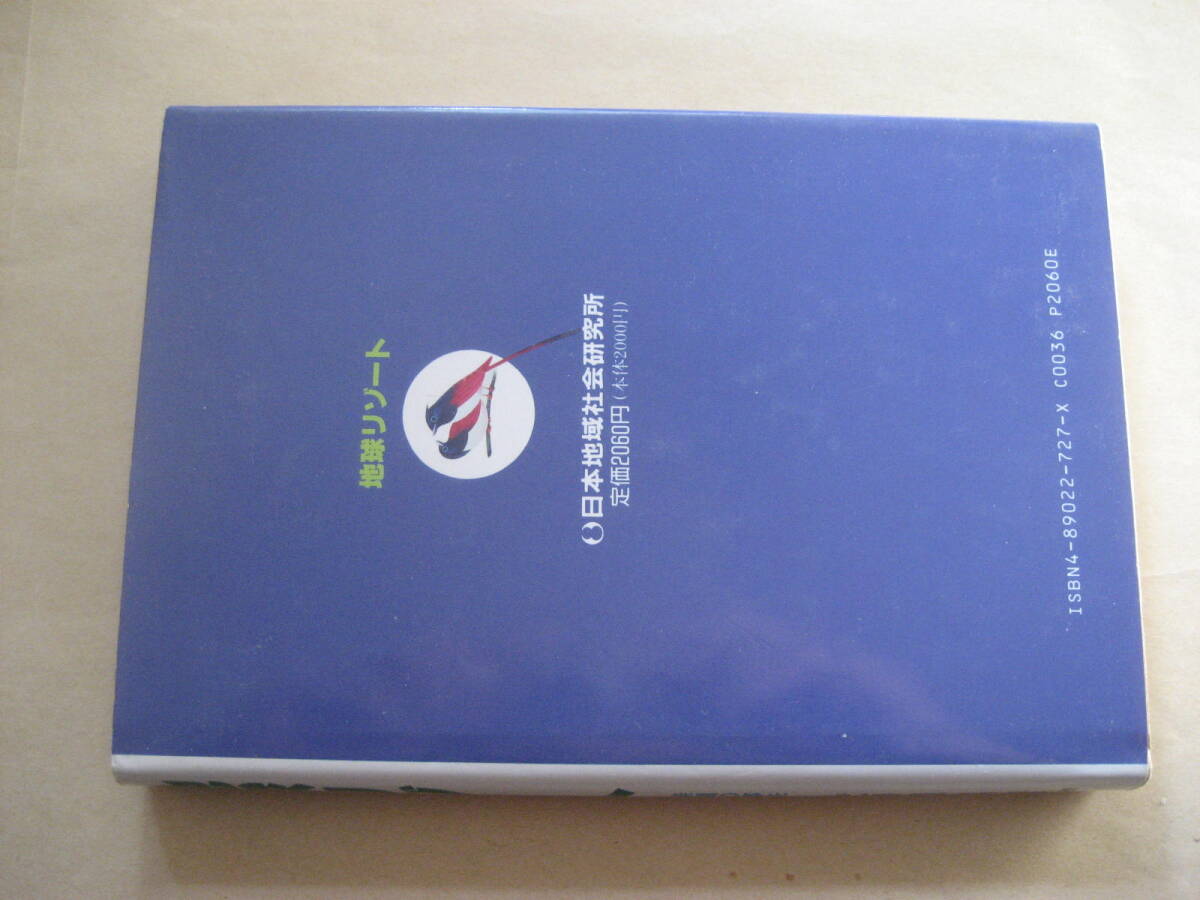 地球リゾート
日本地域社会研究所
定価2060円(本体2000円)
ISBN4-89022-727-X C0036 P2060E